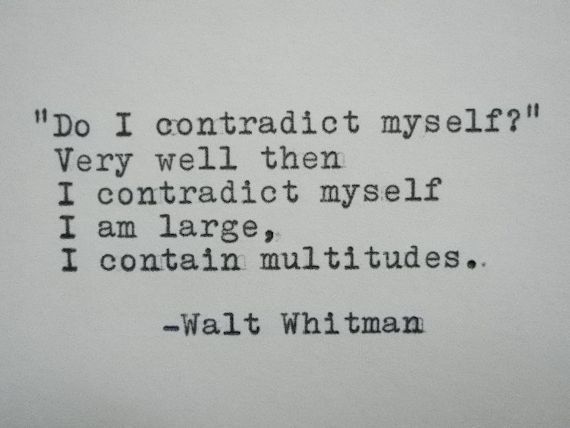 "Do I contradict myself?"
Very well then
I contradict myself
I am large,
I contain multitudes.
-Walt Whitman